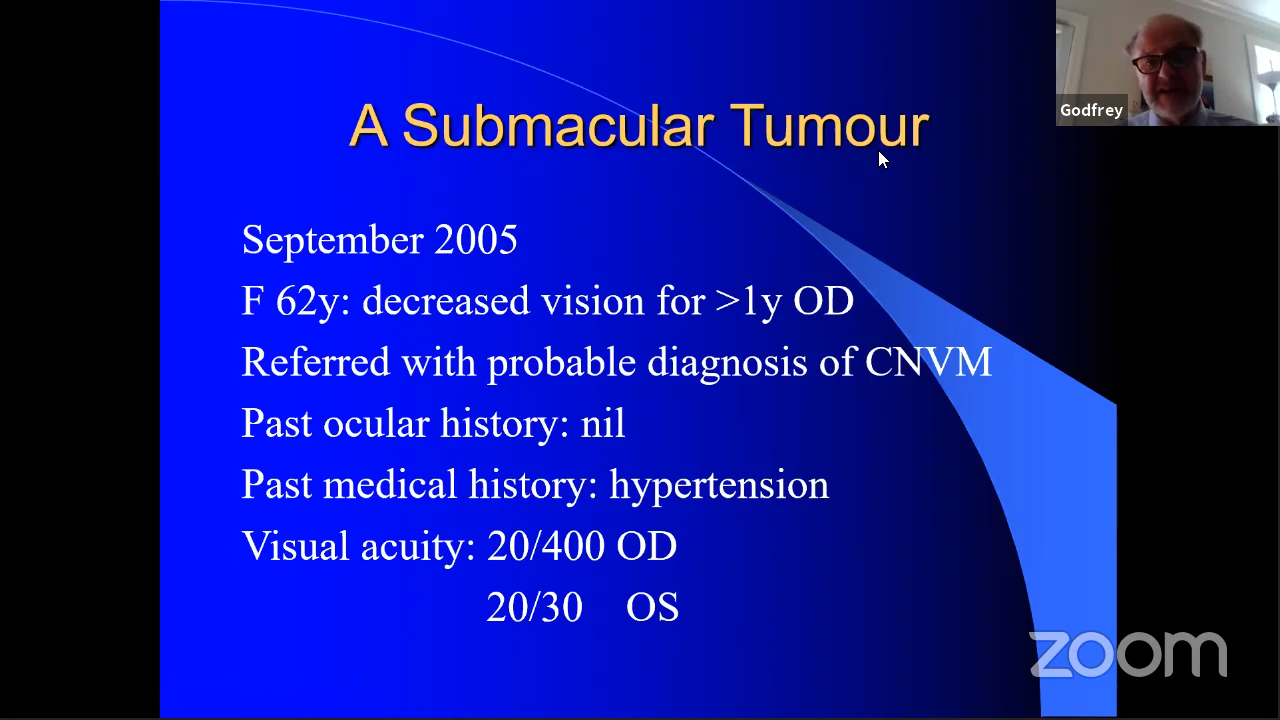 A Submacular Tumour
Godfrey
September 2005
F 62y: decreased vision for >1y OD
Referred with probable diagnosis of CNVM
Past ocular history: nil
Past medical history: hypertension
Visual acuity: 20/400 OD
20/30 OS
zoom